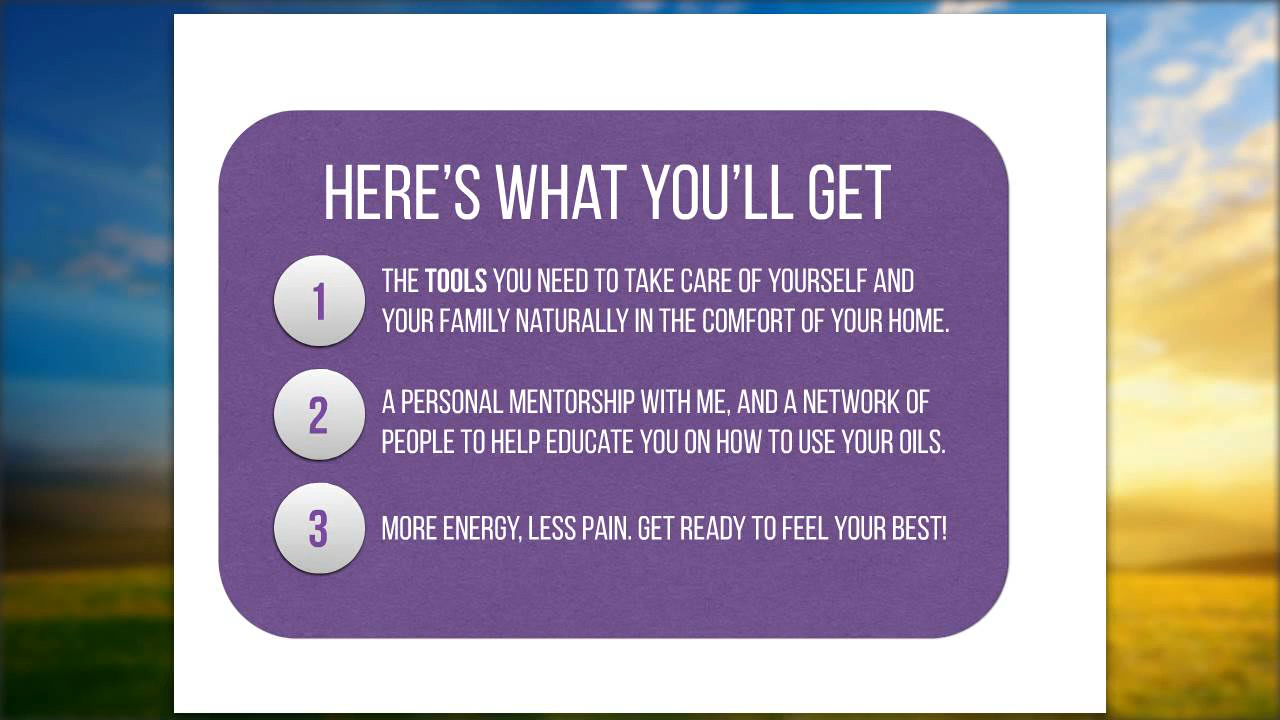 HERE'S WHAT YOU'LL GET
1
THE TOOLS YOU NEED TO TAKE CARE OF YOURSELF AND
YOUR FAMILY NATURALLY IN THE COMFORT OF YOUR HOME.
2
A PERSONAL MENTORSHIP WITH ME, AND A NETWORK OF
PEOPLE TO HELP EDUCATE YOU ON HOW TO USE YOUR OILS.
3
MORE ENERGY, LESS PAIN. GET READY TO FEEL YOUR BEST!